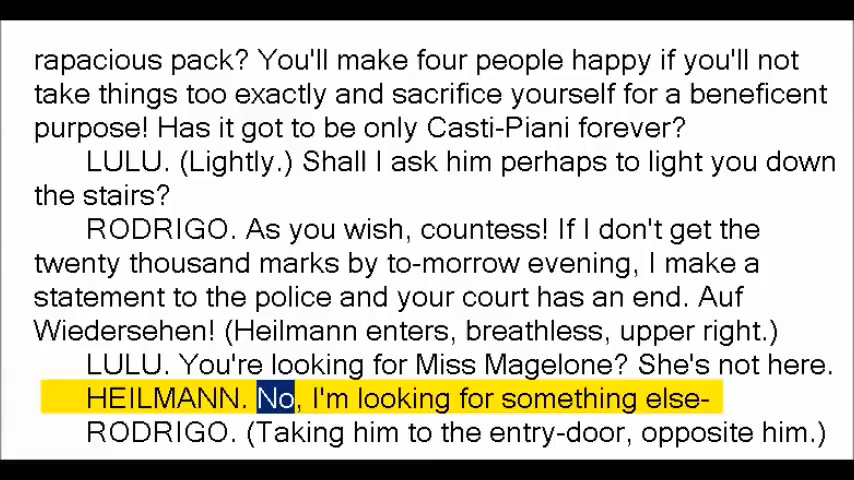 rapacious pack? You'll make four people happy if you'll not
take things too exactly and sacrifice yourself for a beneficent
purpose! Has it got to be only Casti-Piani forever?
LULU. (Lightly.) Shall I ask him perhaps to light you down
the stairs?
RODRIGO. As you wish, countess! If I don't get the
twenty thousand marks by to-morrow evening, I make a
statement to the police and your court has an end. Auf
Wiedersehen! (Heilmann enters, breathless, upper right.)
LULU. You're looking for Miss Magelone? She's not here.
HEILMANN. No, I'm looking for something else-
RODRIGO. (Taking him to the entry-door, opposite him.)